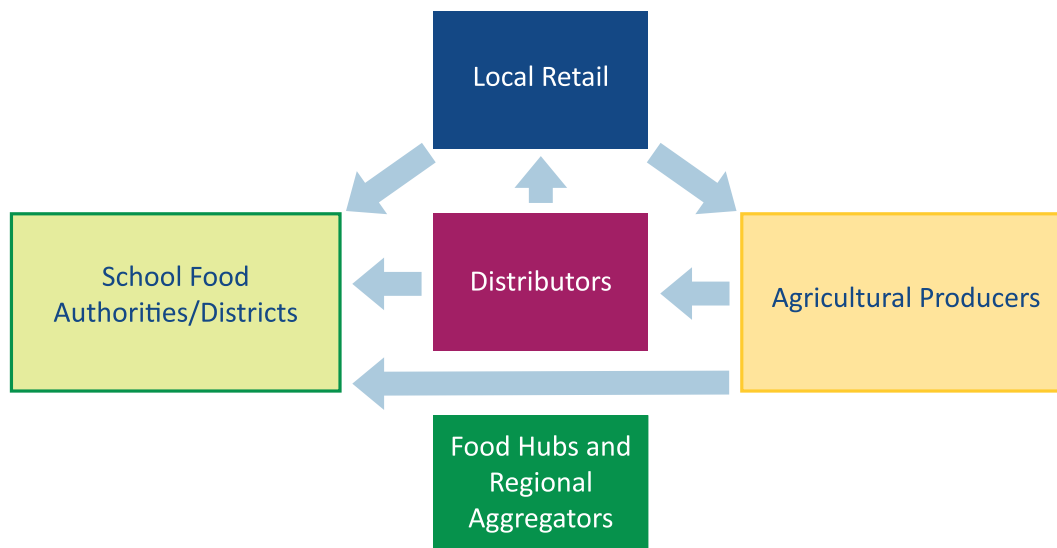 Local Retail
School Food
Authorities/Districts
Distributors
Agricultural Producers
Food Hubs and
Regional
Aggregators